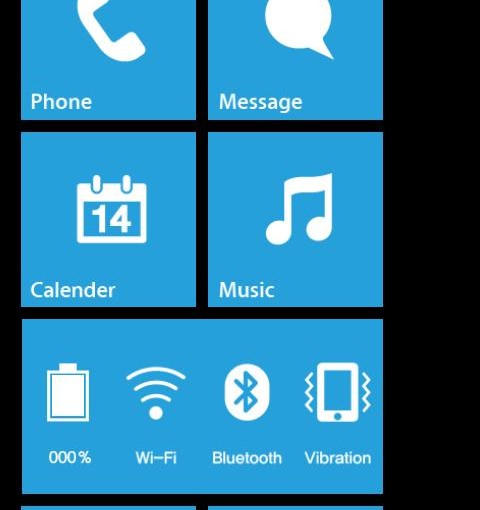 Phone
Message
14
Calender
Music
000%
Wi-Fi
Bluetooth
Vibration